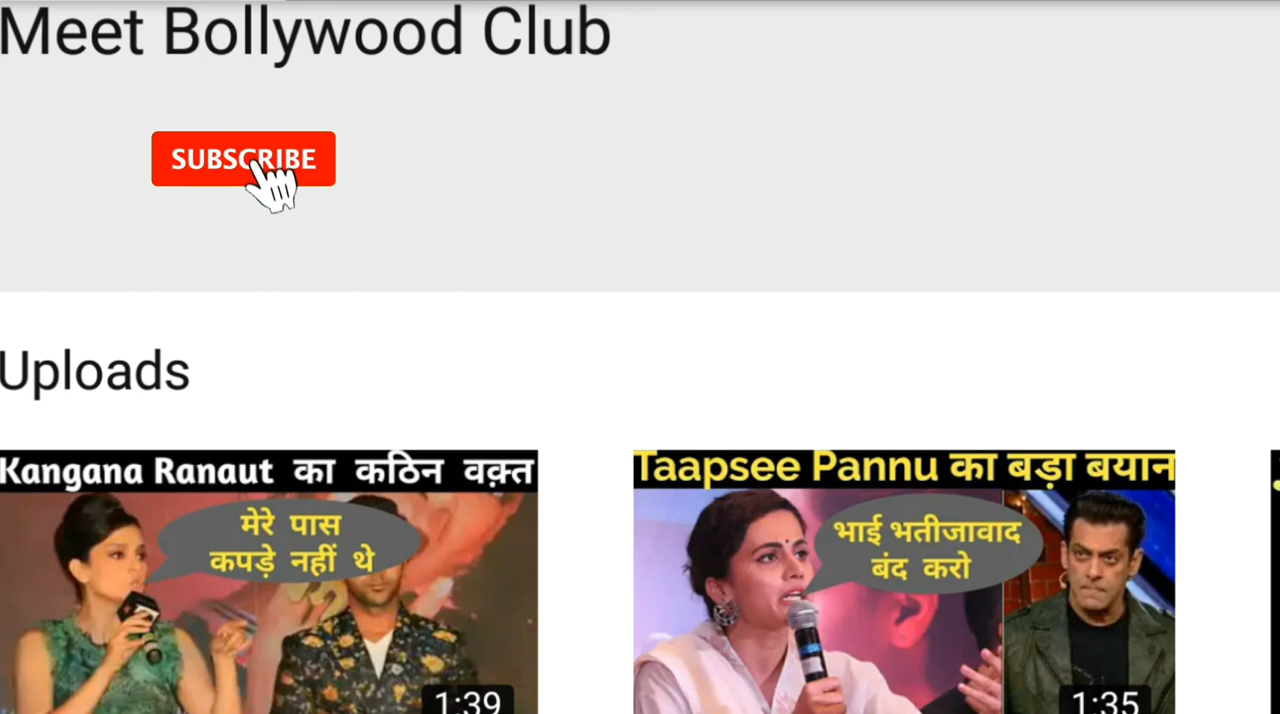 Meet Bollywood Club
SUBSCRIBE
Uploads
Kangana Ranaut का कठिन वक़्त
मेरे पास
कपड़े नहीं थे
1:39
Taapsee Pannu का बड़ा बयान
भाई भतीजावाद
बंद करो
1:35